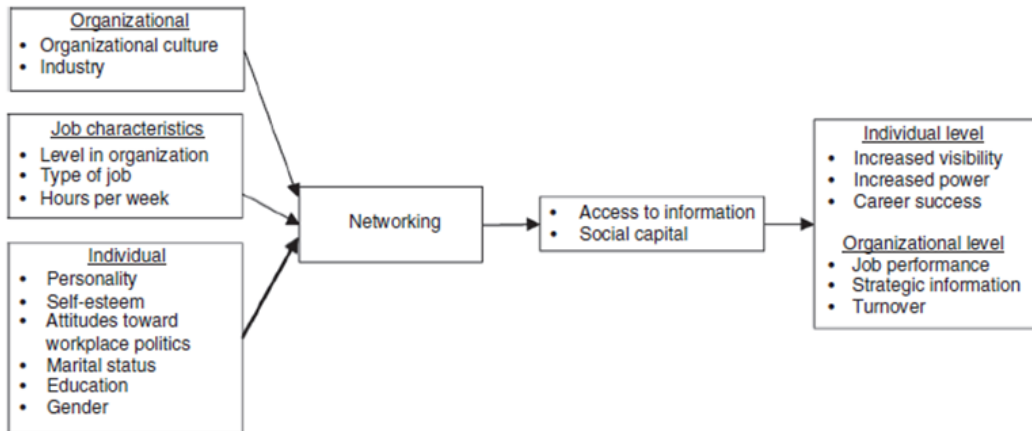 Organizational
• Organizational culture
• Industry
Job characteristics
• Level in organization
• Type of job
• Hours per week
Individual
• Personality
• Self-esteem
• Attitudes toward
workplace politics
• Marital status
• Education
• Gender
Networking
• Access to information
• Social capital
Individual level
• Increased visibility
• Increased power
• Career success
Organizational level
• Job performance
• Strategic information
• Turnover